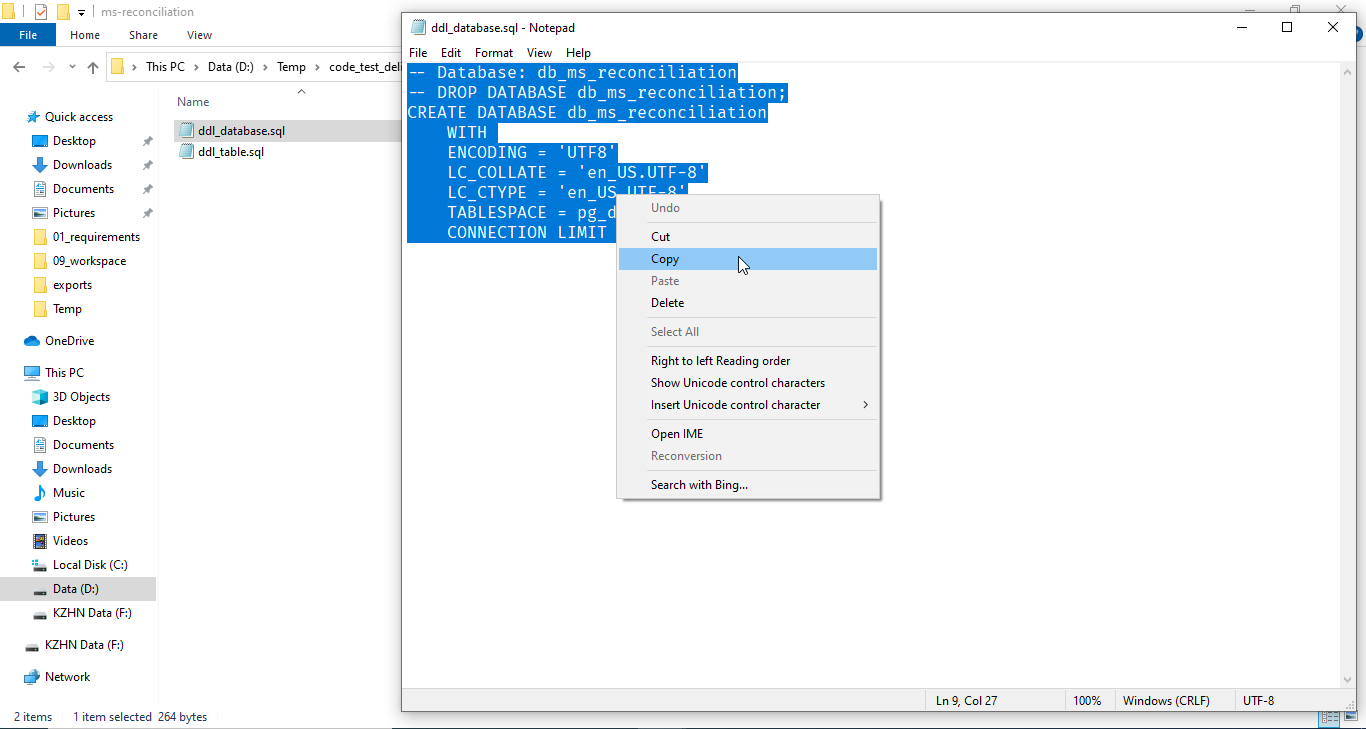 ms-reconciliation
File Home Share View
This PC Data (D:) Temp code_test_deli
Name
ddl_database.sql
ddl_table.sql
Quick access
Desktop
Downloads
Documents
Pictures
01_requirements
09_workspace
exports
Temp
OneDrive
This PC
3D Objects
Desktop
Documents
Downloads
Music
Pictures
Videos
Local Disk (C:)
Data (D:)
KZHN Data (F:)
KZHN Data (F:)
Network
2 items 1 item selected 264 bytes
ddl_database.sql - Notepad
File Edit Format View Help
-- Database: db_ms_reconciliation
-- DROP DATABASE db_ms_reconciliation;
CREATE DATABASE db_ms_reconciliation
WITH
ENCODING = 'UTF8'
LC_COLLATE = 'en_US.UTF-8'
LC_CTYPE = 'en_US.UTF-8'
TABLESPACE = pg_d
CONNECTION LIMIT
Undo
Cut
Copy
Paste
Delete
Select All
Right to left Reading order
Show Unicode control characters
Insert Unicode control character
Open IME
Reconversion
Search with Bing...
Ln 9, Col 27 100% Windows (CRLF) UTF-8